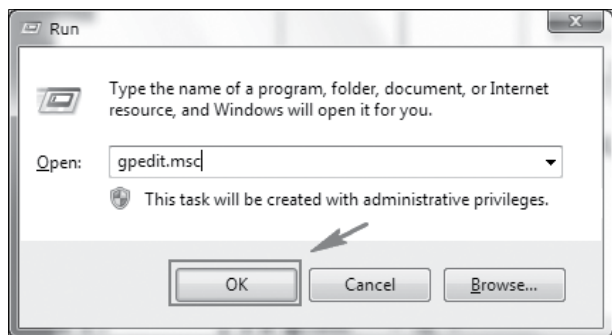 Run
Type the name of a program, folder, document, or Internet
resource, and Windows will open it for you.
Open: gpedit.msc
This task will be created with administrative privileges.
OK Cancel Browse...